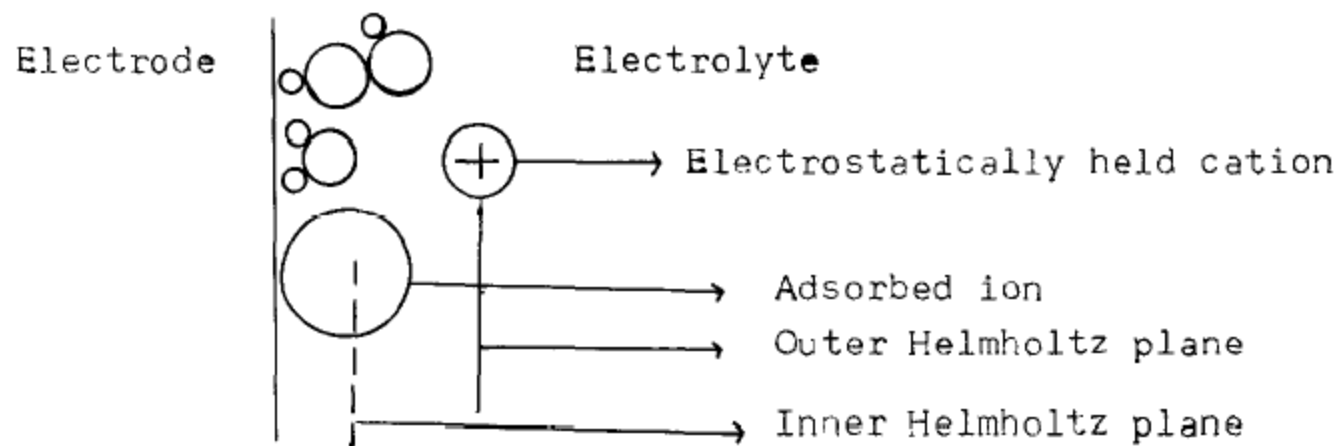 Electrode
Electrolyte
+
Electrostatically held cation
Adsorbed ion
Outer Helmholtz plane
Inner Helmholtz plane